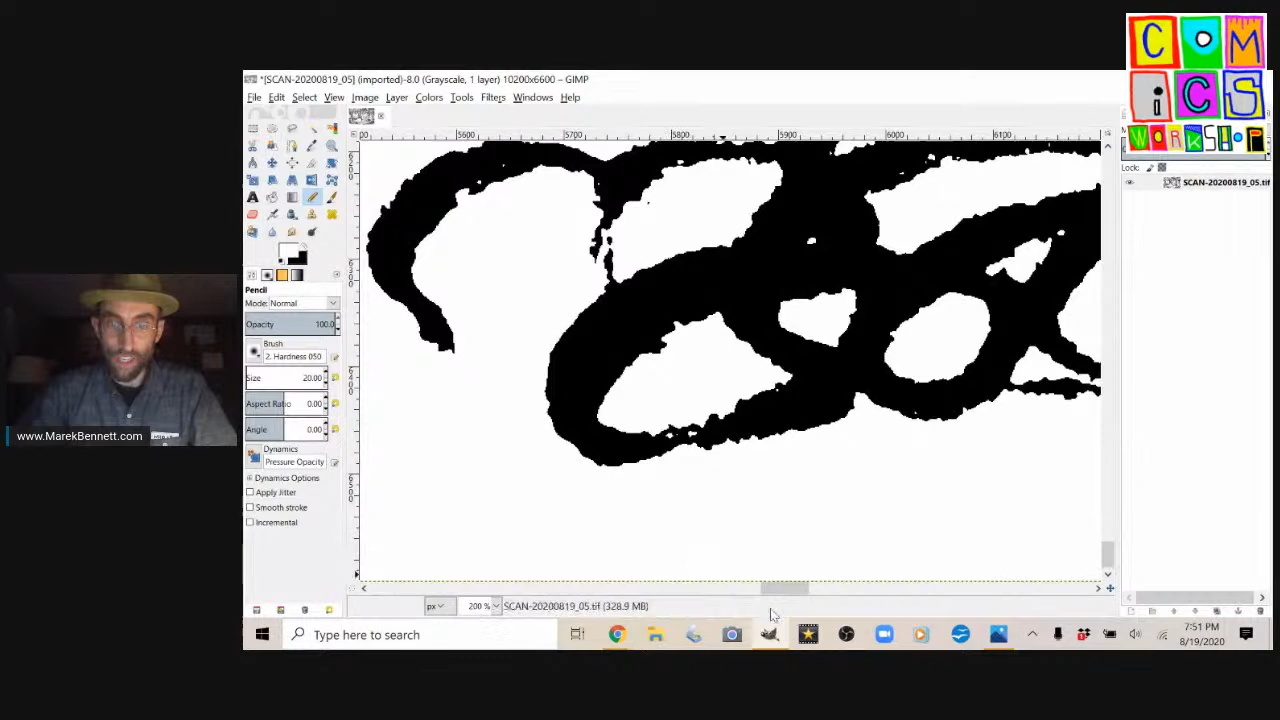 COMiCS
WORKSHOP
*[SCAN-20200819_05] (imported)-8.0 (Grayscale, 1 layer) 10200x6600 – GIMP
File Edit Select View Image Layer Colors Tools Filters Windows Help
5600 5700 5800 5900 6000 6100
Lock:
SCAN-20200819_05.tif
Pencil
Mode: Normal
Opacity 100.0
Brush
2. Hardness 050
Size 20.00
Aspect Ratio 0.00
Angle 0.00
Dynamics
Pressure Opacity
Dynamics Options
Apply Jitter
Smooth stroke
Incremental
www.MarekBennett.com
px 200 % SCAN-20200819_05.tif (328.9 MB)
Type here to search
7:51 PM
8/19/2020